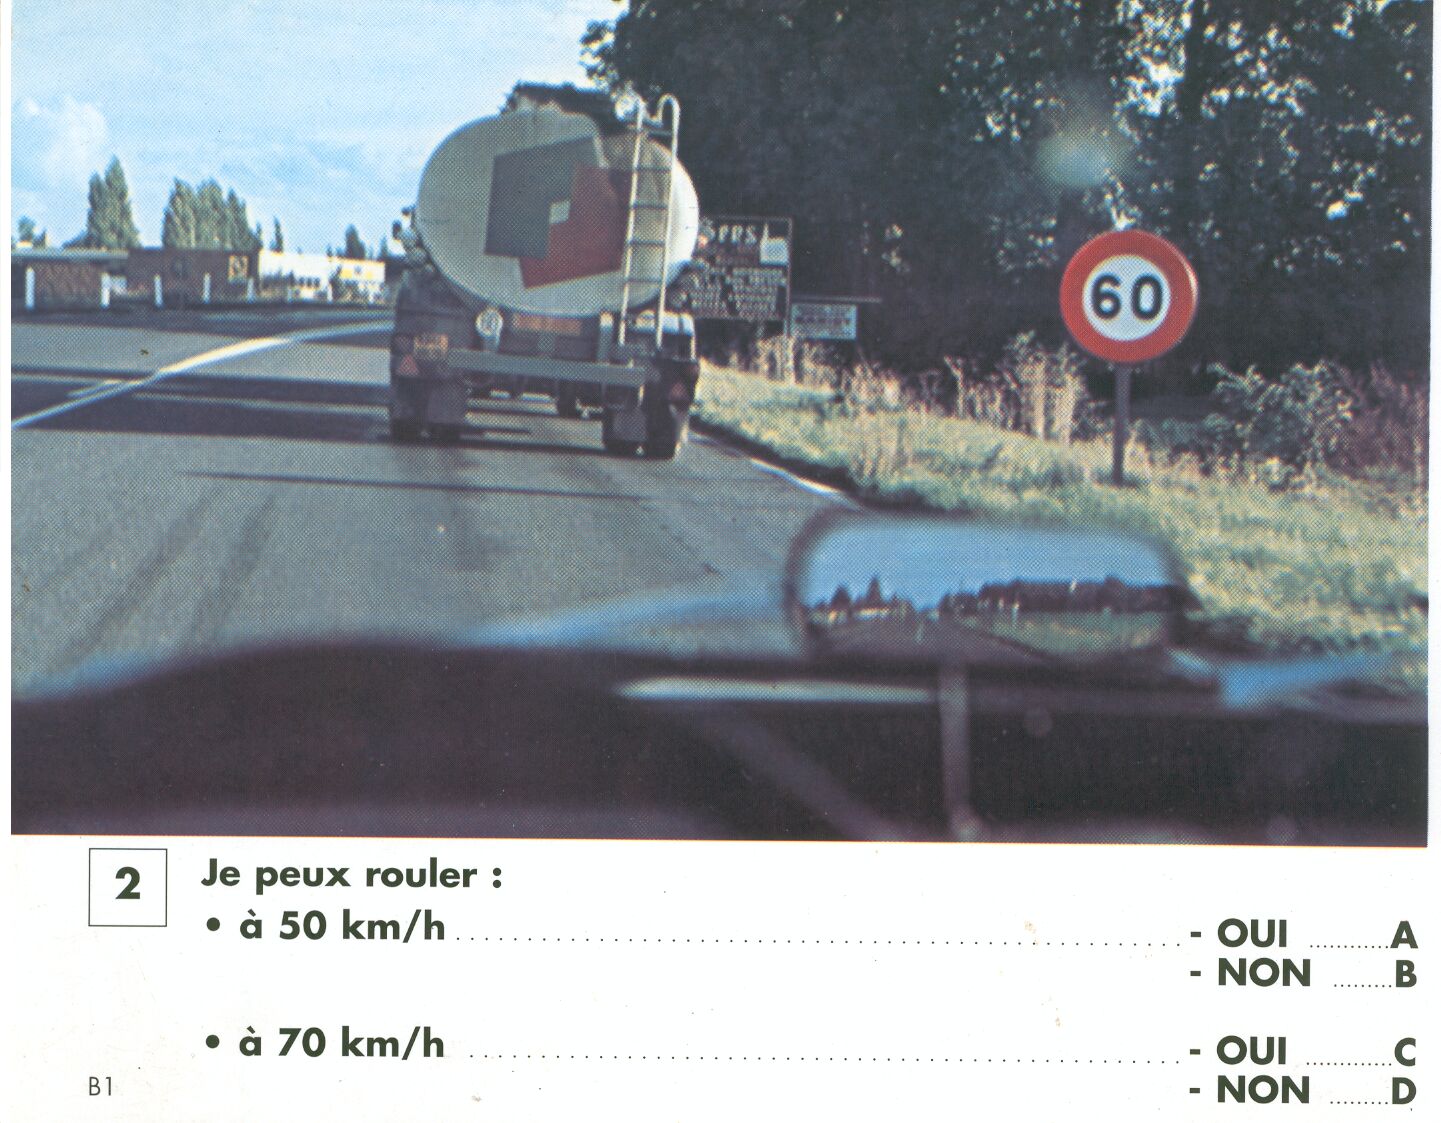 60
2 Je peux rouler :
• à 50 km/h - OUI A
- NON B
• à 70 km/h - OUI C
- NON D
B1